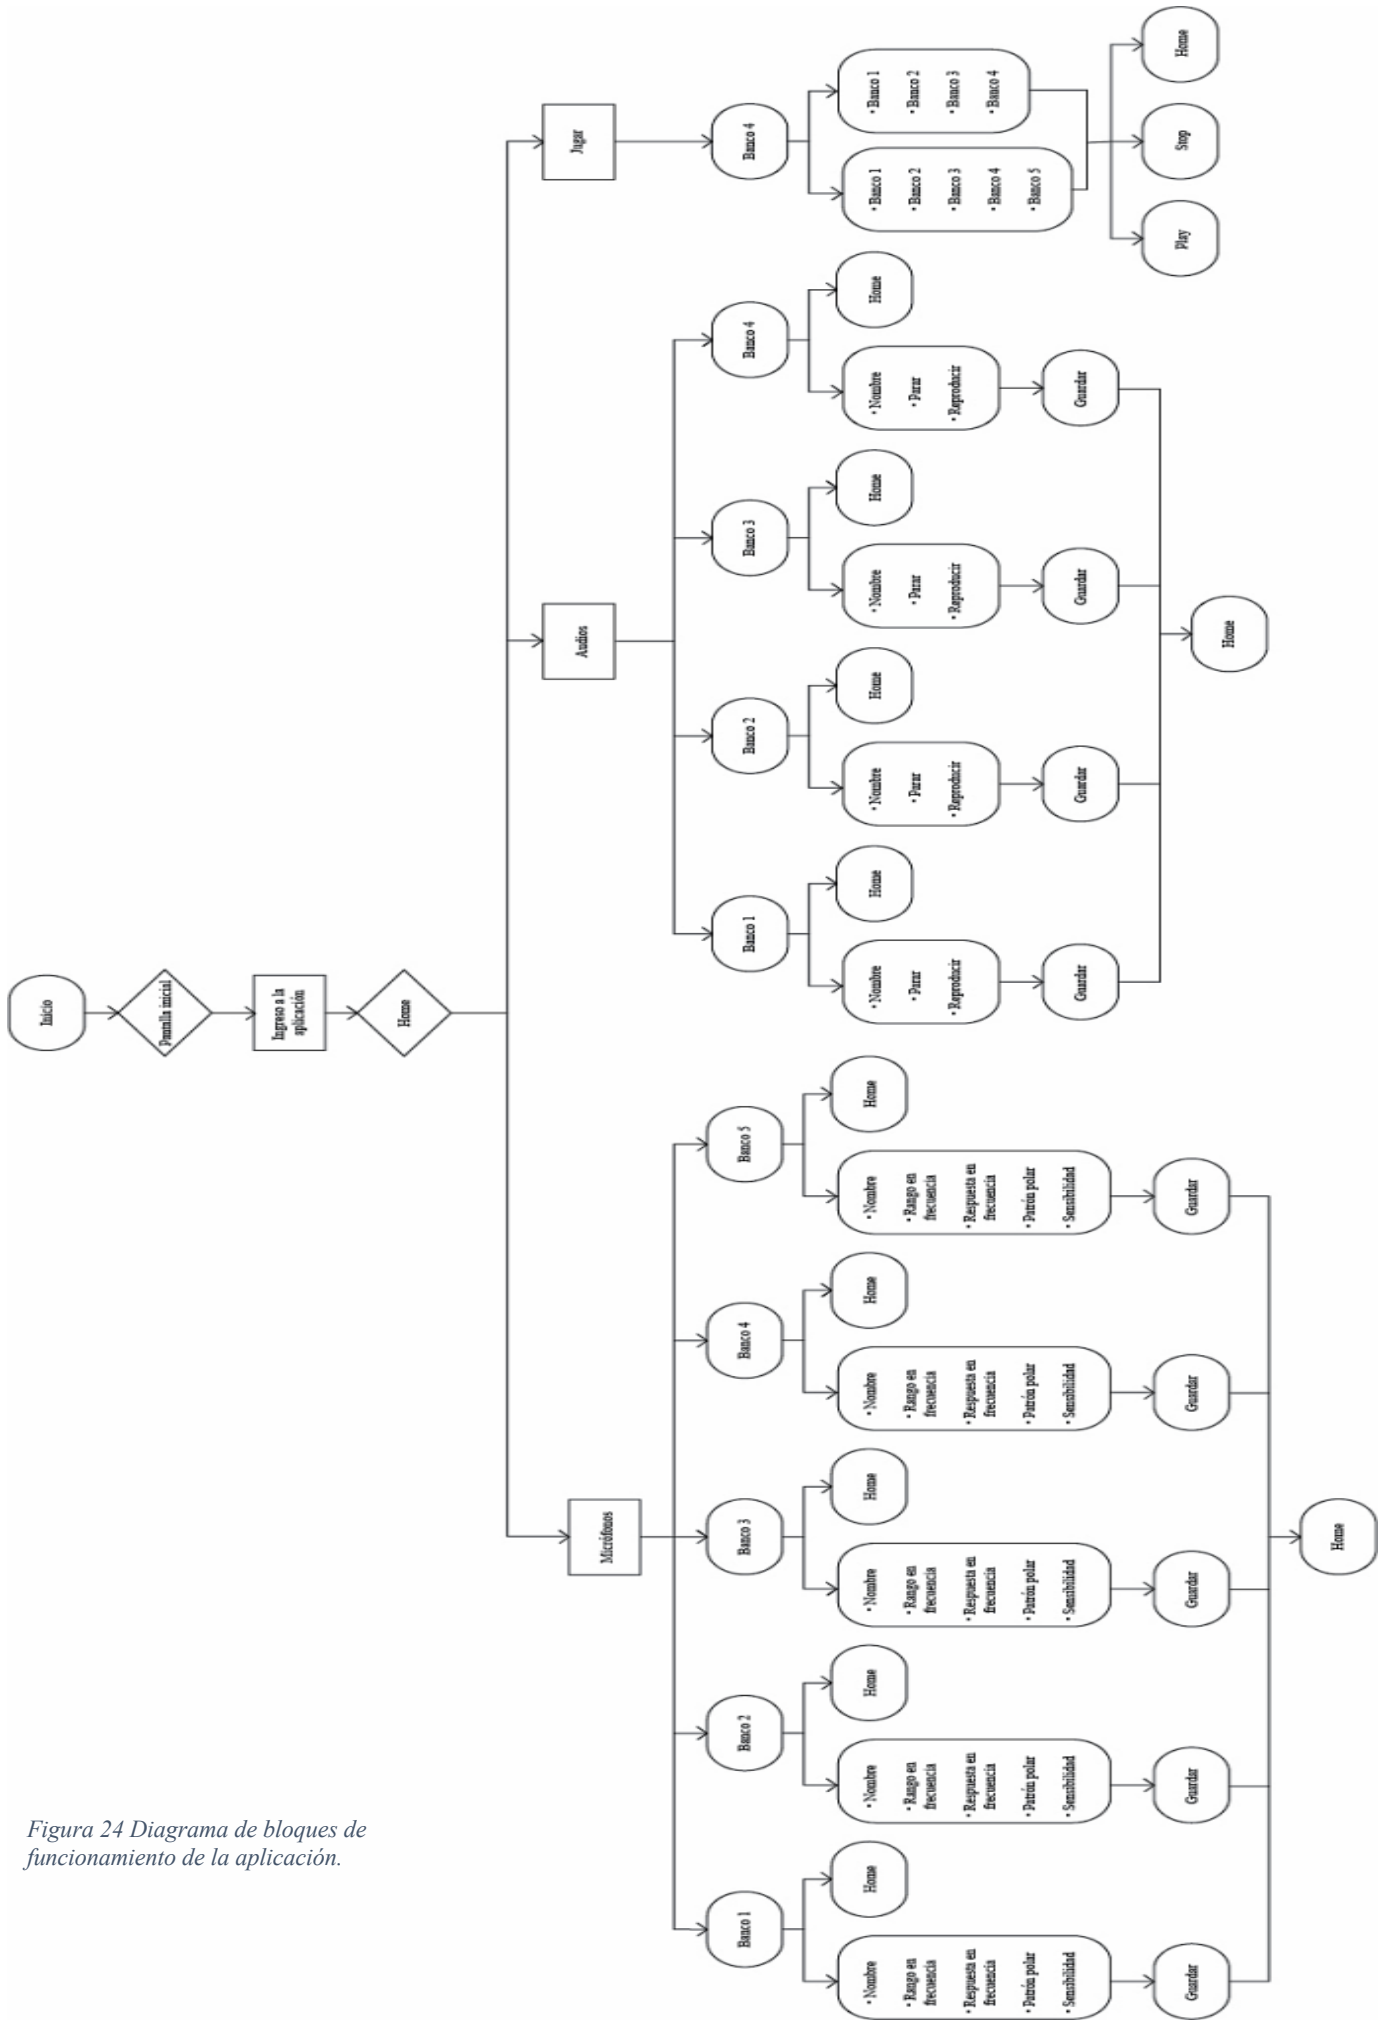 Inicio
Pantalla inicial
Ingreso a la
aplicación
Home
Micrófonos
Audios
Jugar
Banco 1
Banco 2
Banco 3
Banco 4
Banco 5
• Nombre
• Rango en
frecuencia
• Respuesta en
frecuencia
• Patrón polar
• Sensibilidad
Home
• Nombre
• Rango en
frecuencia
• Respuesta en
frecuencia
• Patrón polar
• Sensibilidad
Home
• Nombre
• Rango en
frecuencia
• Respuesta en
frecuencia
• Patrón polar
• Sensibilidad
Home
• Nombre
• Rango en
frecuencia
• Respuesta en
frecuencia
• Patrón polar
• Sensibilidad
Home
• Nombre
• Rango en
frecuencia
• Respuesta en
frecuencia
• Patrón polar
• Sensibilidad
Home
Guardar
Guardar
Guardar
Guardar
Guardar
Home
Banco 1
Banco 2
Banco 3
Banco 4
• Nombre
• Parar
• Reproducir
Home
• Nombre
• Parar
• Reproducir
Home
• Nombre
• Parar
• Reproducir
Home
• Nombre
• Parar
• Reproducir
Home
Guardar
Guardar
Guardar
Guardar
Home
Banco 4
• Banco 1
• Banco 2
• Banco 3
• Banco 4
• Banco 5
• Banco 1
• Banco 2
• Banco 3
• Banco 4
Play
Stop
Home
Figura 24 Diagrama de bloques de
funcionamiento de la aplicación.